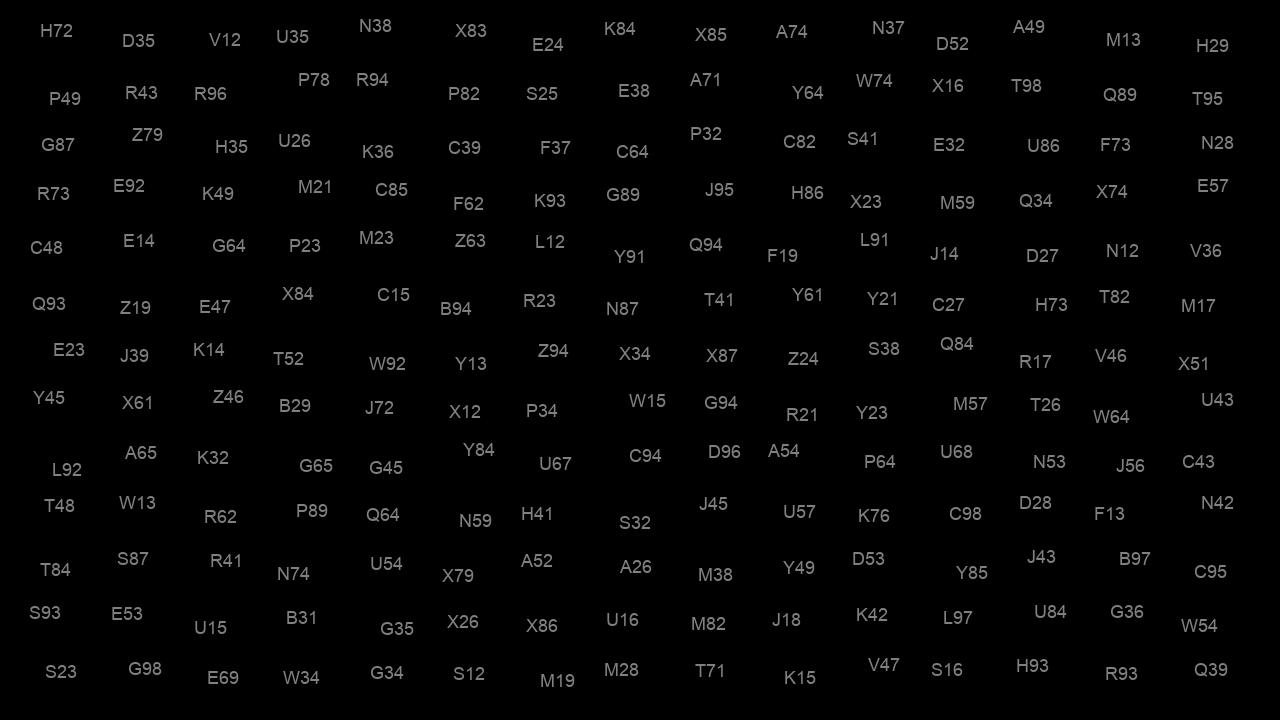 H72 D35 V12 U35 N38 X83 E24 K84 X85 A74 N37 D52 A49 M13 H29
P49 R43 R96 P78 R94 P82 S25 E38 A71 Y64 W74 X16 T98 Q89 T95
G87 Z79 H35 U26 K36 C39 F37 C64 P32 C82 S41 E32 U86 F73 N28
R73 E92 K49 M21 C85 F62 K93 G89 J95 H86 X23 M59 Q34 X74 E57
C48 E14 G64 P23 M23 Z63 L12 Y91 Q94 F19 L91 J14 D27 N12 V36
Q93 Z19 E47 X84 C15 B94 R23 N87 T41 Y61 Y21 C27 H73 T82 M17
E23 J39 K14 T52 W92 Y13 Z94 X34 X87 Z24 S38 Q84 R17 V46 X51
Y45 X61 Z46 B29 J72 X12 P34 W15 G94 R21 Y23 M57 T26 W64 U43
L92 A65 K32 G65 G45 Y84 U67 C94 D96 A54 P64 U68 N53 J56 C43
T48 W13 R62 P89 Q64 N59 H41 S32 J45 U57 K76 C98 D28 F13 N42
T84 S87 R41 N74 U54 X79 A52 A26 M38 Y49 D53 Y85 J43 B97 C95
S93 E53 U15 B31 G35 X26 X86 U16 M82 J18 K42 L97 U84 G36 W54
S23 G98 E69 W34 G34 S12 M19 M28 T71 K15 V47 S16 H93 R93 Q39